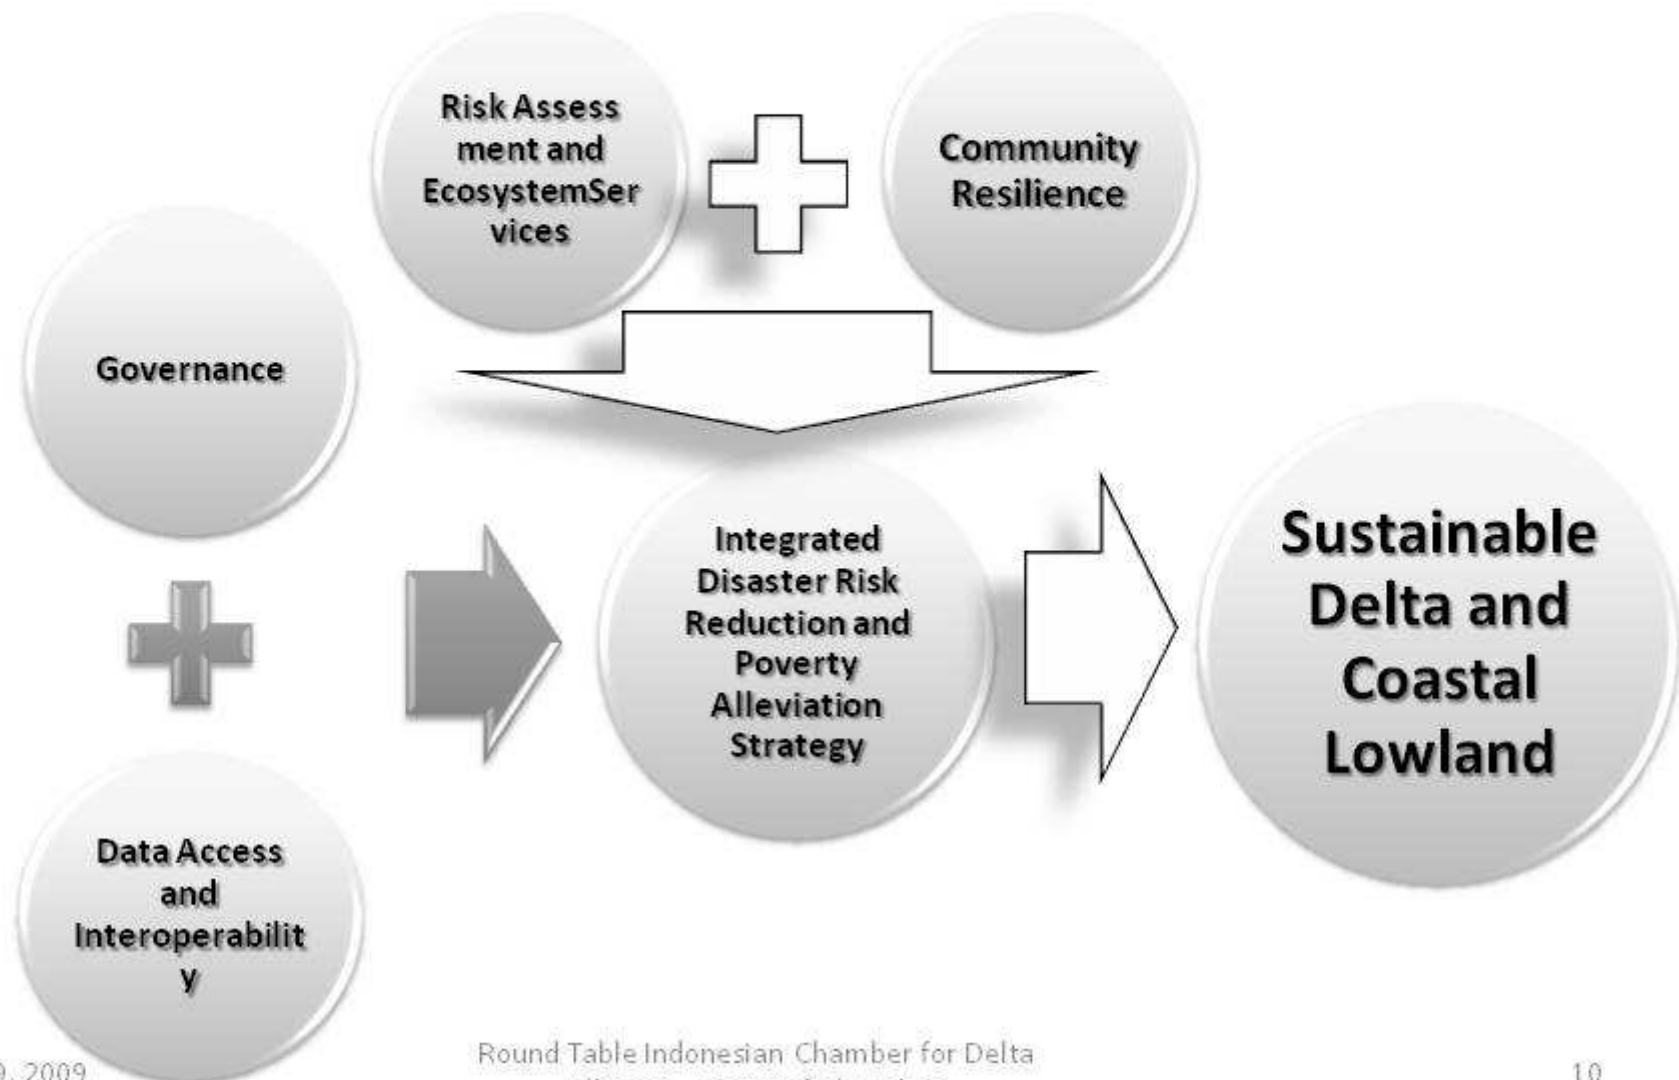 Risk Assess
ment and
EcosystemSer
vices
Community
Resilience
Governance
Integrated
Disaster Risk
Reduction and
Poverty
Alleviation
Strategy
Sustainable
Delta and
Coastal
Lowland
Data Access
and
Interoperabilit
y
Round Table Indonesian Chamber for Delta
9, 2009
10